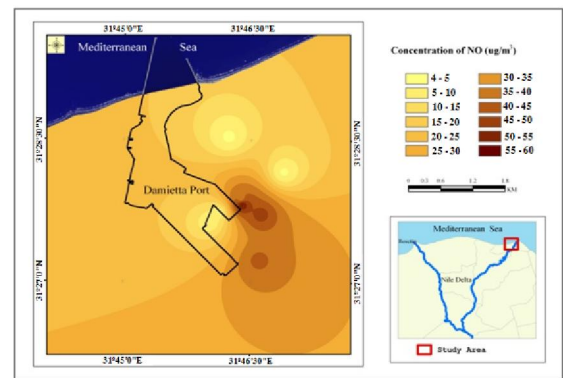 31°45'0"E
31°46'30"E
Mediterranean Sea
Damietta Port
31°28'30"N
31°28'30"N
31°27'0"N
31°27'0"N
31°45'0"E
31°46'30"E
Concentration of NO (ug/m³)
4 - 5
5 - 10
10 - 15
15 - 20
20 - 25
25 - 30
30 - 35
35 - 40
40 - 45
45 - 50
50 - 55
55 - 60
0 0.3 0.6 1.2 1.8
KM
Mediterranean Sea
Nile Delta
Study Area